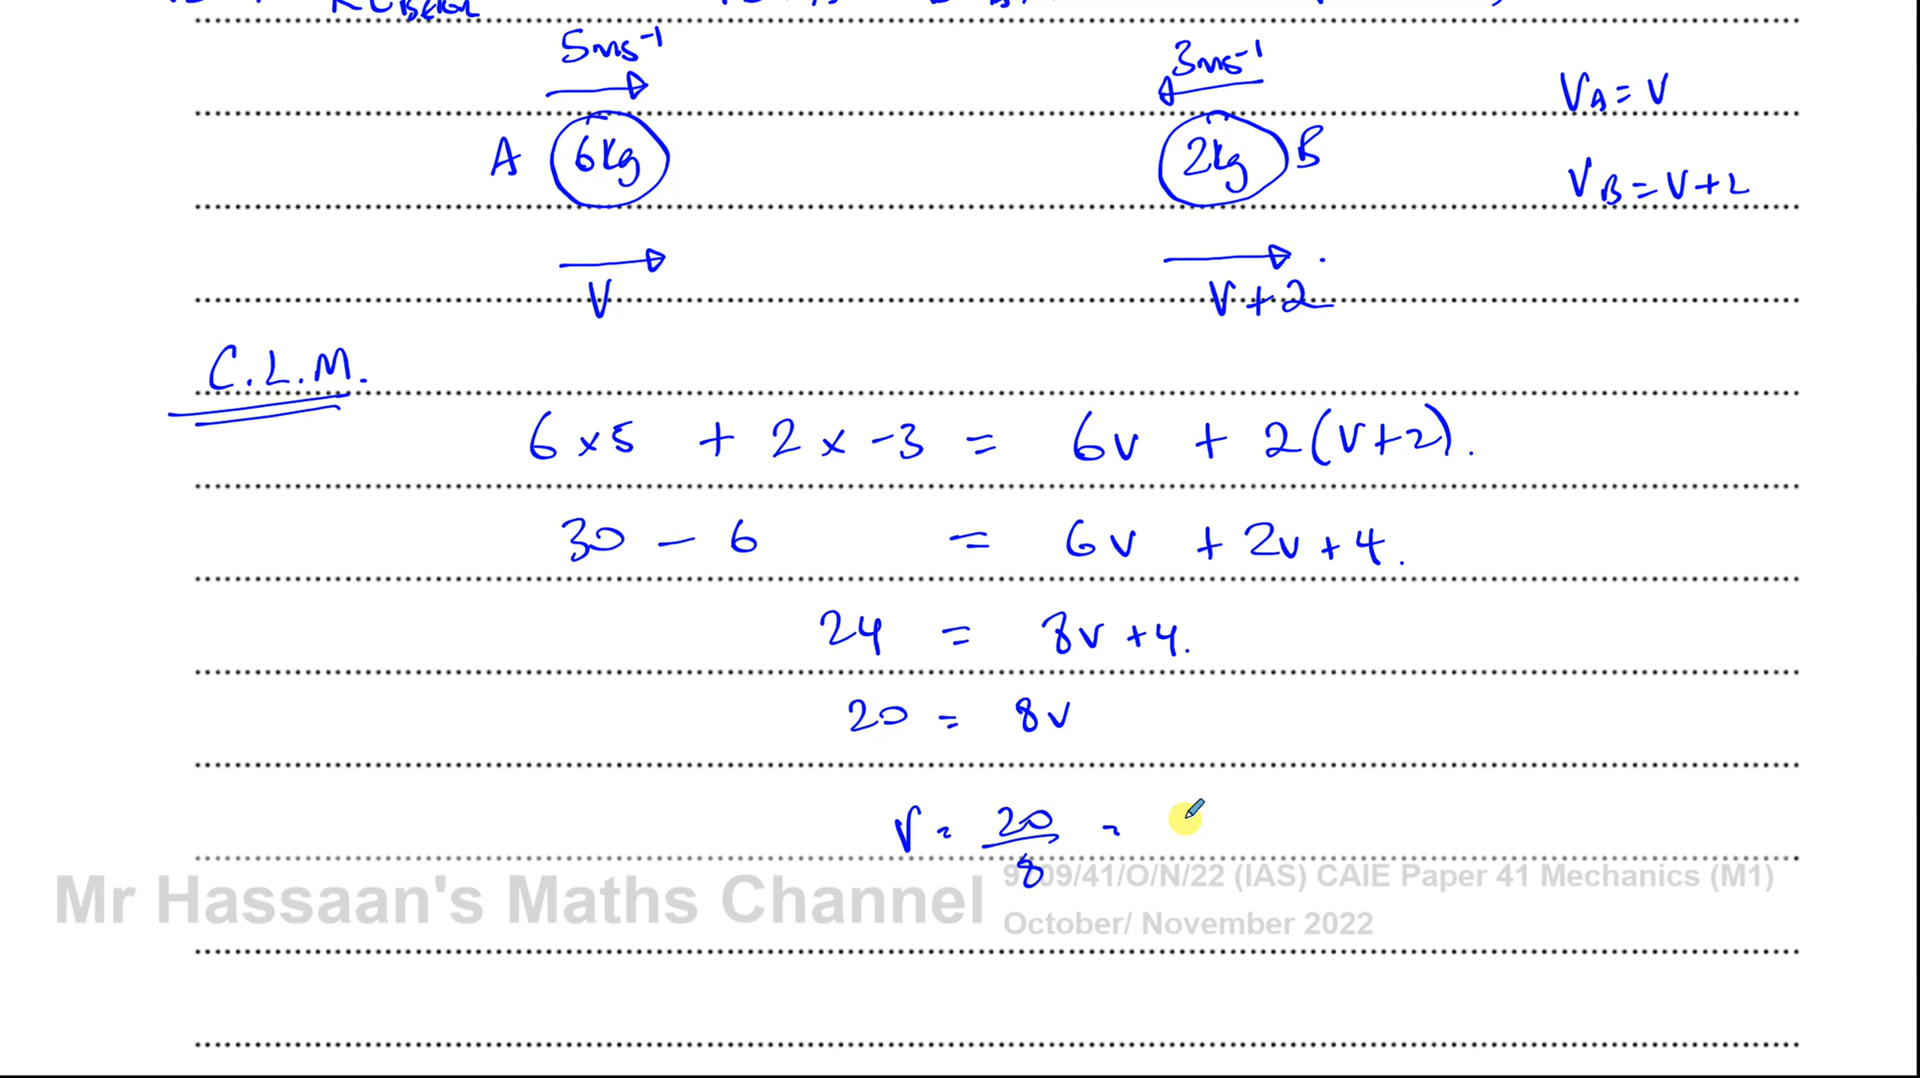 5ms⁻¹ 3ms⁻¹
V_A = V
A 6kg 2kg B
V_B = V+2
V V+2
C.L.M.
6 x 5 + 2 x -3 = 6v + 2(v+2).
30 - 6 = 6v + 2v + 4.
24 = 8v + 4.
20 = 8v
V = 20/8 =
Mr Hassaan's Maths Channel
9709/41/O/N/22 (IAS) CAIE Paper 41 Mechanics (M1)
October/ November 2022